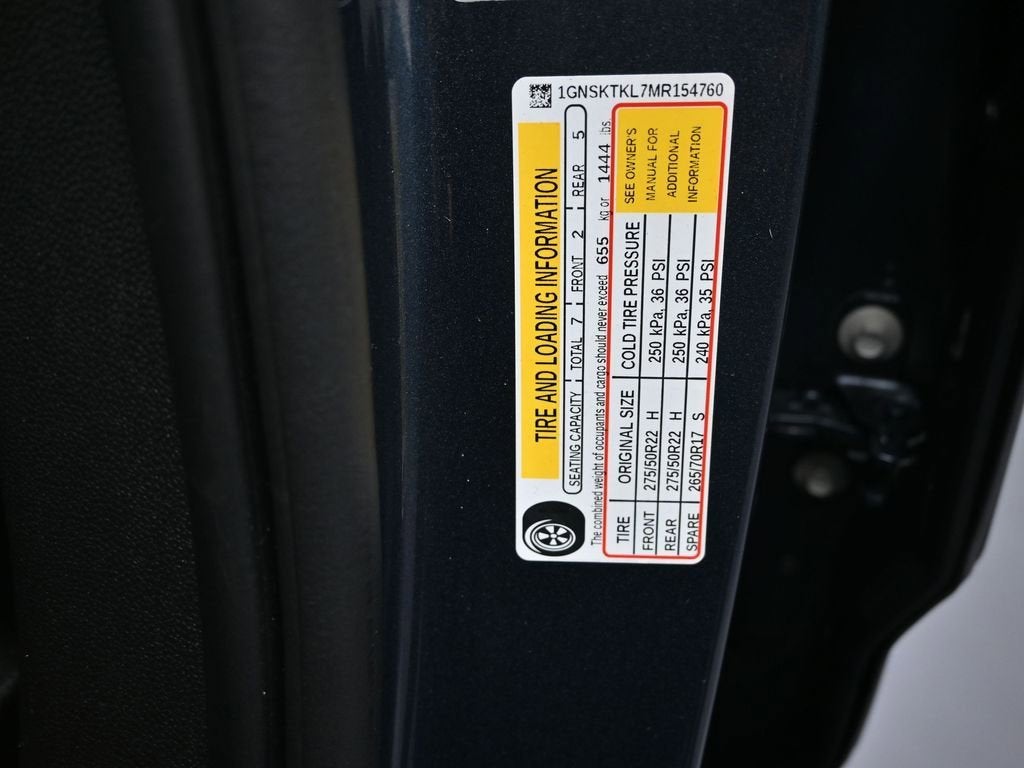 1GNSKTKL7MR154760
TIRE AND LOADING INFORMATION
SEATING CAPACITY TOTAL 7 FRONT 2 REAR 5
The combined weight of occupants and cargo should never exceed 655 kg or 1444 lbs
TIRE ORIGINAL SIZE COLD TIRE PRESSURE
FRONT 275/50R22 H 250 kPa, 36 PSI
REAR 275/50R22 H 250 kPa, 36 PSI
SPARE 265/70R17 S 240 kPa, 35 PSI
SEE OWNER'S
MANUAL FOR
ADDITIONAL
INFORMATION